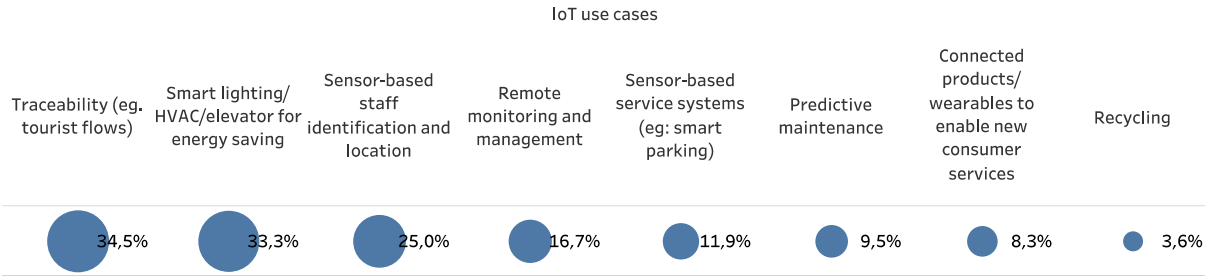 IoT use cases
Traceability (eg.
tourist flows)
Smart lighting/
HVAC/elevator for
energy saving
Sensor-based
staff
identification and
location
Remote
monitoring and
management
Sensor-based
service systems
(eg: smart
parking)
Predictive
maintenance
Connected
products/
wearables to
enable new
consumer
services
Recycling
34,5%
33,3%
25,0%
16,7%
11,9%
9,5%
8,3%
3,6%